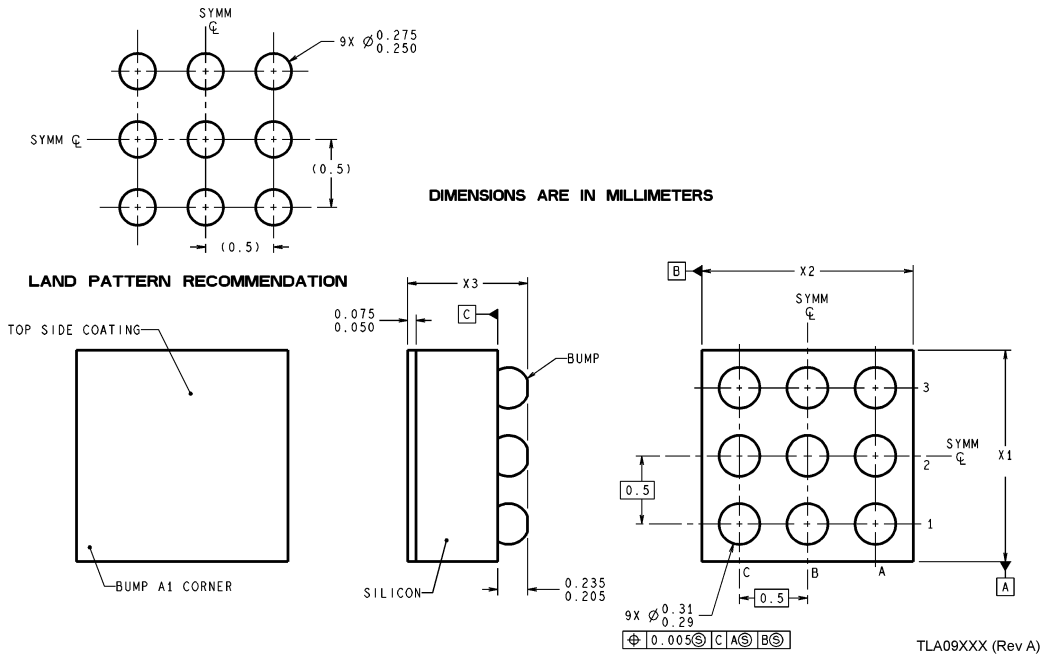 SYMM
℄
9X Ø 0.275
0.250
SYMM ℄
(0.5)
(0.5)
DIMENSIONS ARE IN MILLIMETERS
LAND PATTERN RECOMMENDATION
TOP SIDE COATING
BUMP A1 CORNER
X3
0.075
0.050
C
BUMP
SILICON
0.235
0.205
B
X2
SYMM
℄
3
SYMM
℄
2
X1
0.5
1
C
B
A
0.5
A
9X Ø 0.31
0.29
⌖ 0.005Ⓢ C AⓈ BⓈ
TLA09XXX (Rev A)